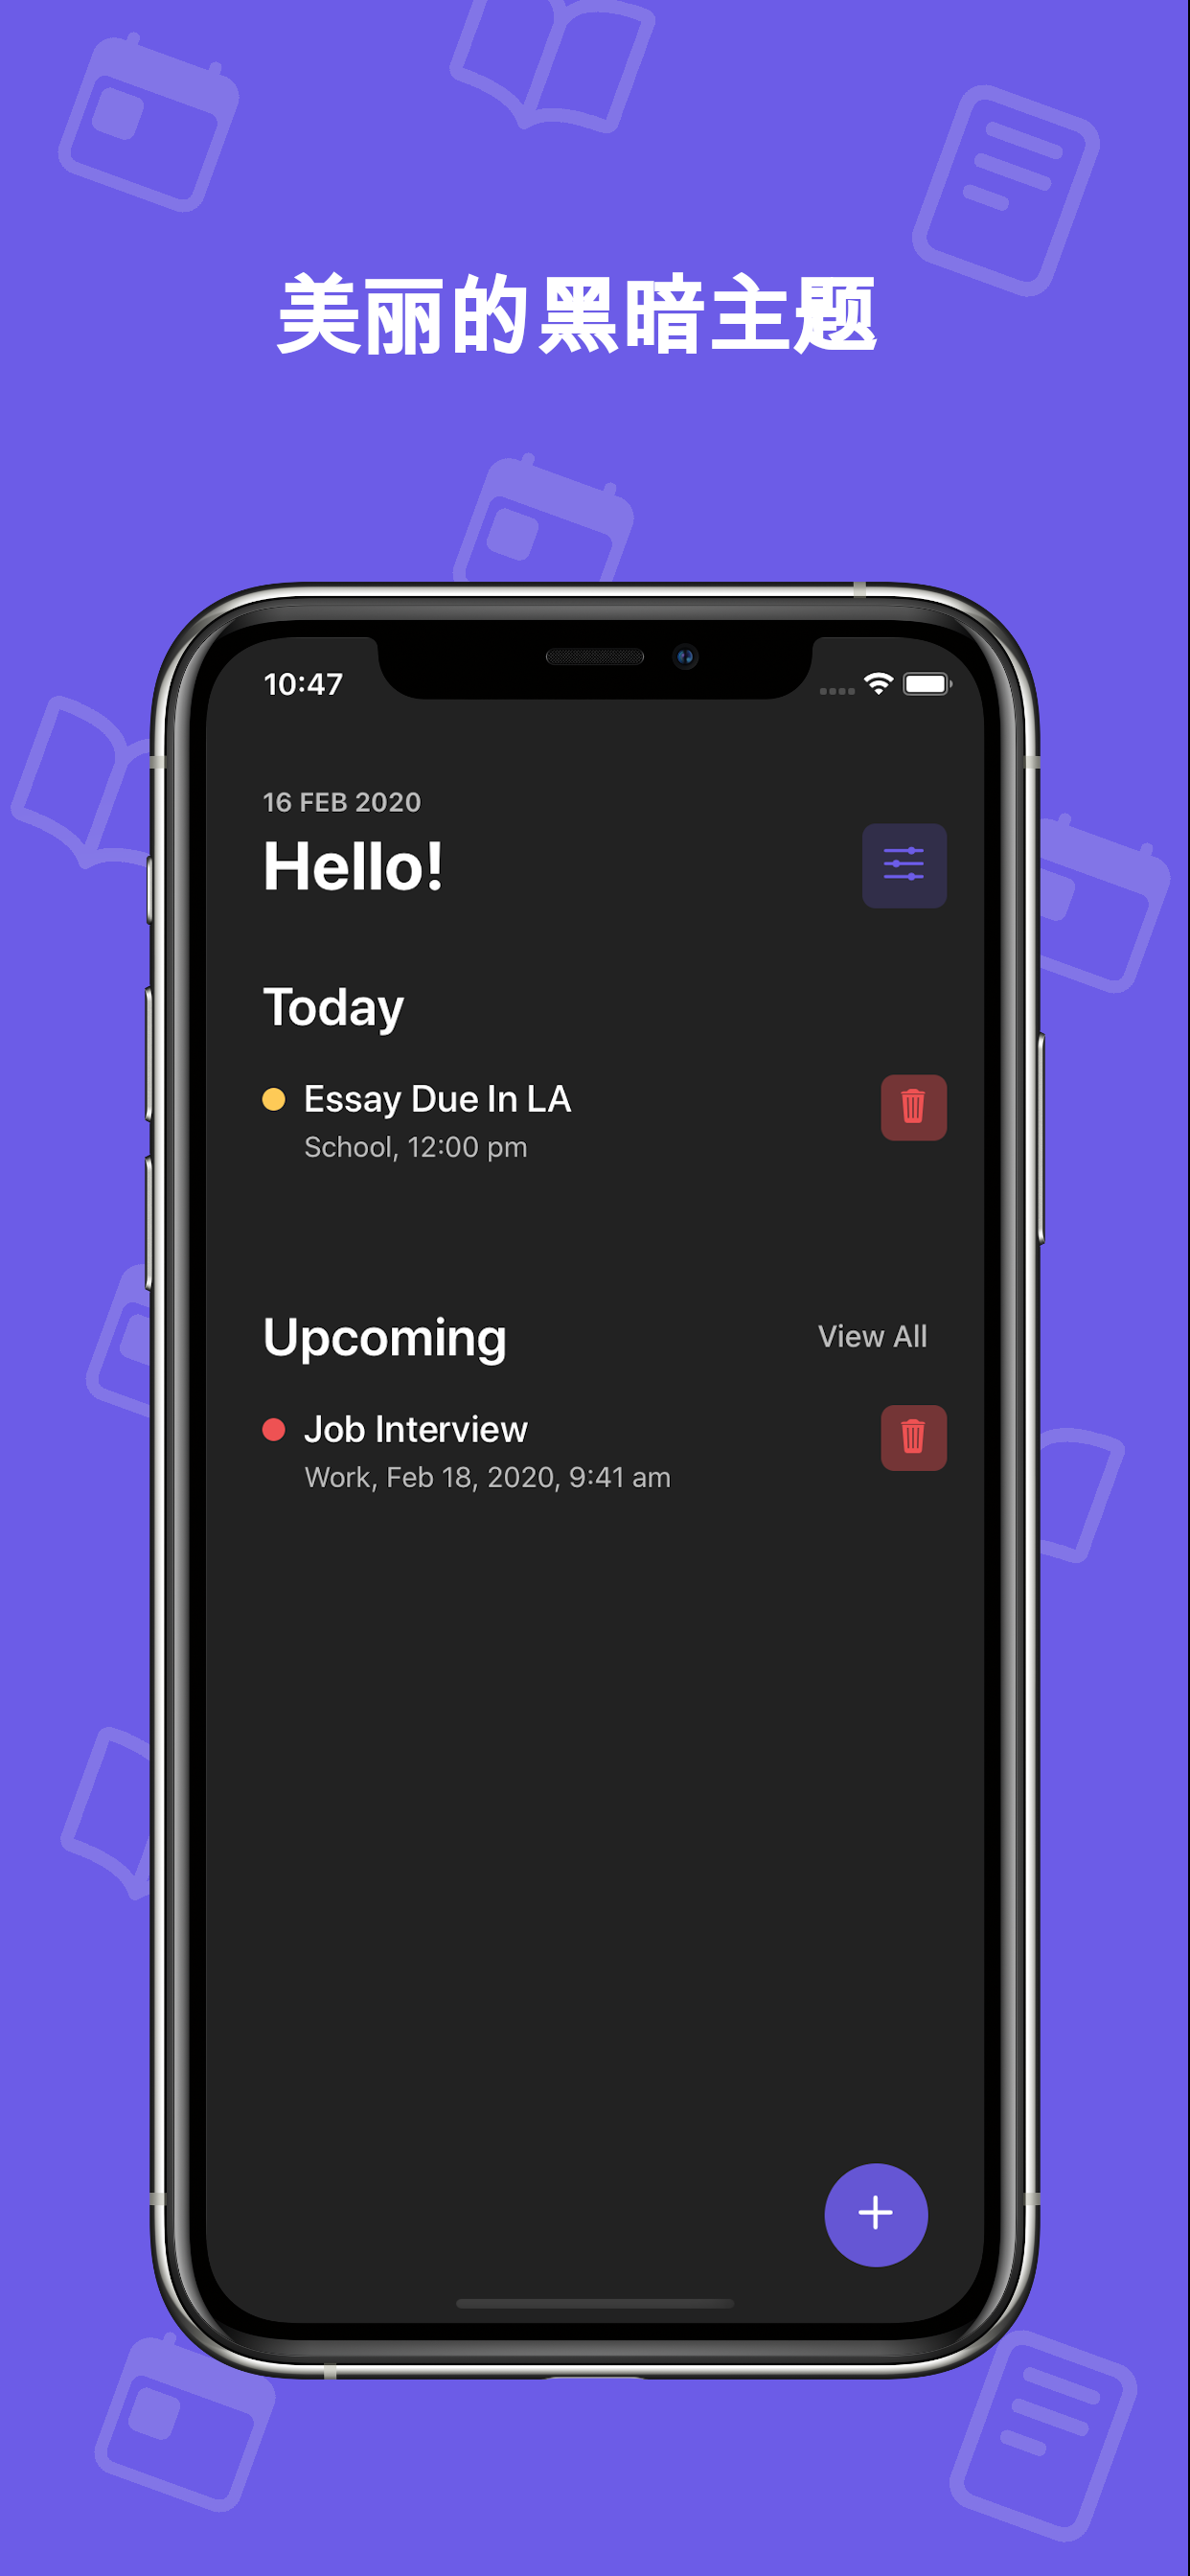 美丽的黑暗主题
10:47
16 FEB 2020
Hello!
Today
Essay Due In LA
School, 12:00 pm
Upcoming
View All
Job Interview
Work, Feb 18, 2020, 9:41 am